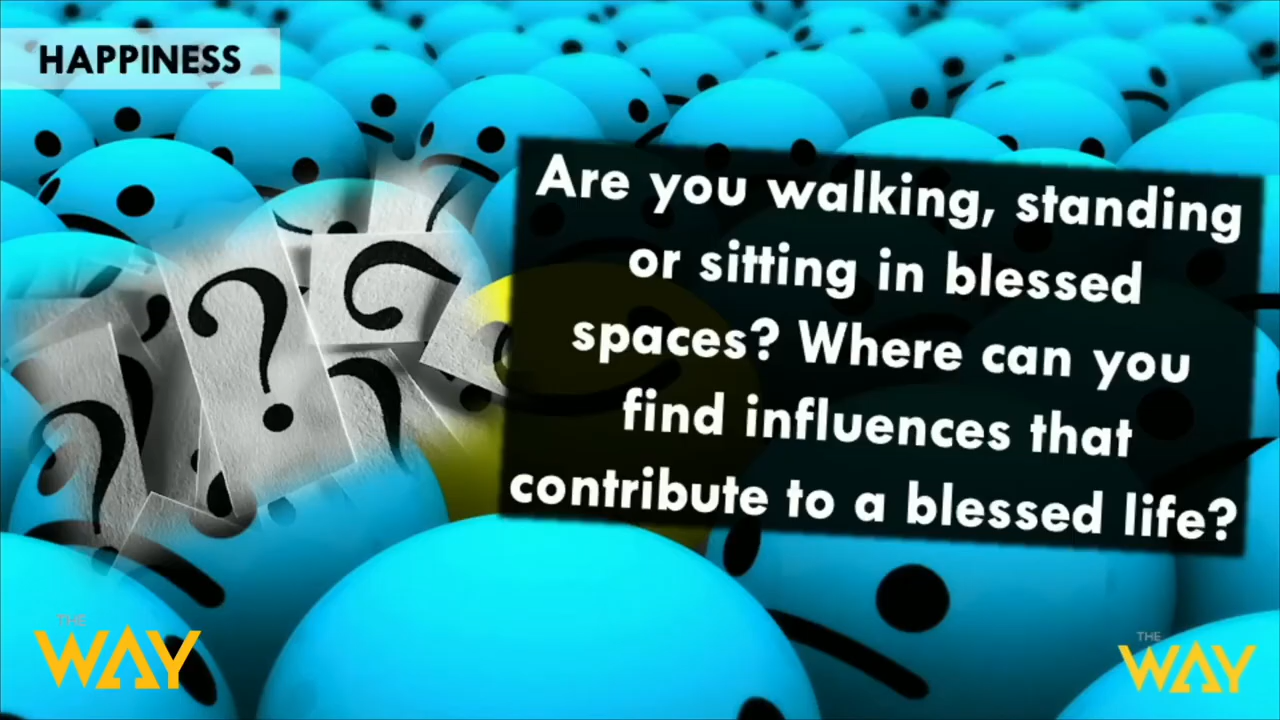 HAPPINESS
Are you walking, standing
or sitting in blessed
spaces? Where can you
find influences that
contribute to a blessed life?
? ? ? ?
THE
WAY
THE
WAY